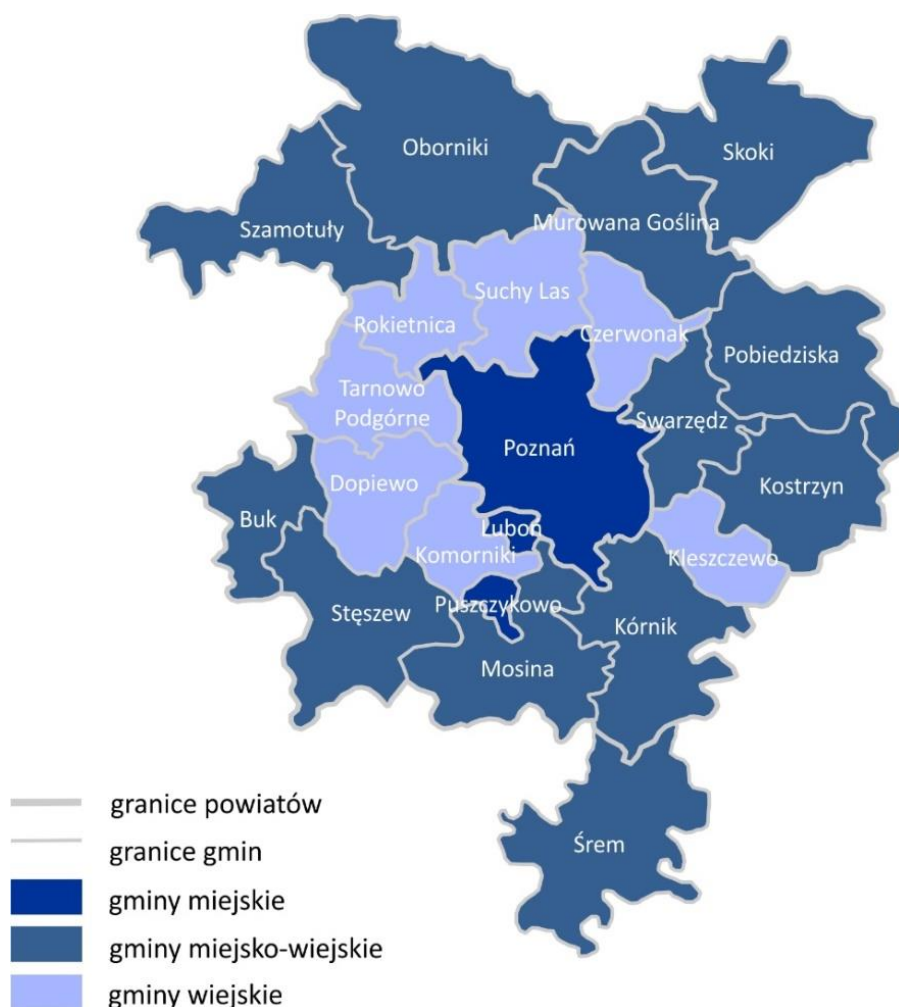 Oborniki
Skoki
Szamotuły
Murowana Goślina
Suchy Las
Rokietnica
Czerwonak
Pobiedziska
Tarnowo
Podgórne
Swarzędz
Poznań
Dopiewo
Kostrzyn
Buk
Luboń
Komorniki
Kleszczewo
Puszczykowo
Stęszew
Kórnik
Mosina
Śrem
granice powiatów
granice gmin
gminy miejskie
gminy miejsko-wiejskie
gminy wiejskie